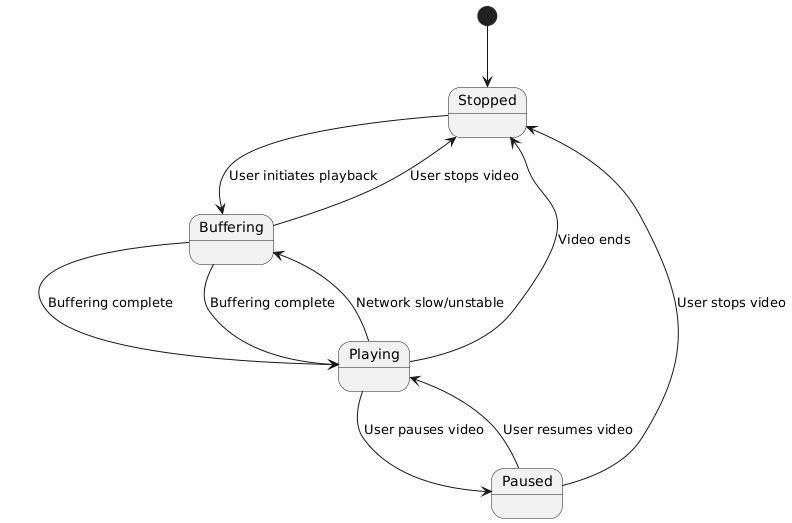 Stopped
User initiates playback
User stops video
Buffering
Video ends
Buffering complete
Buffering complete
Network slow/unstable
User stops video
Playing
User pauses video
User resumes video
Paused